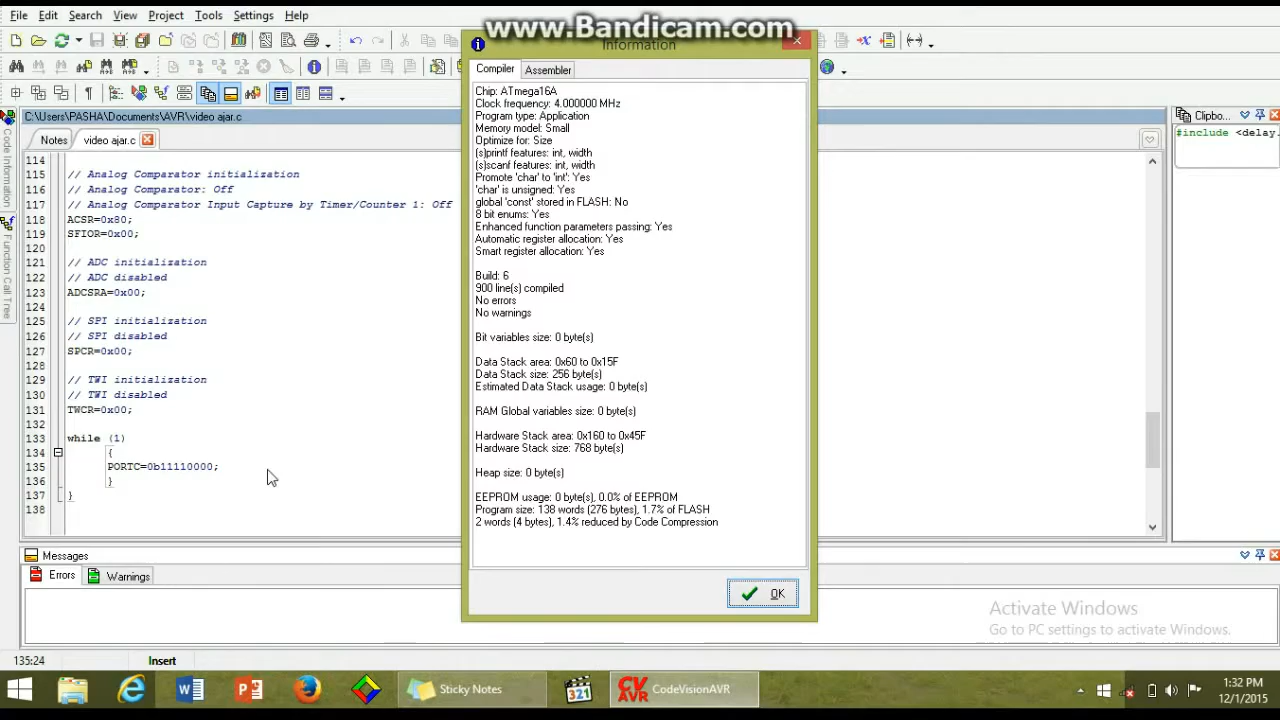 File Edit Search View Project Tools Settings Help
www.Bandicam.com
Information
Compiler Assembler
C:\Users\PASHA\Documents\AVR\video ajar.c
Notes video ajar.c
114
115 // Analog Comparator initialization
116 // Analog Comparator: Off
117 // Analog Comparator Input Capture by Timer/Counter 1: Off
118 ACSR=0x80;
119 SFIOR=0x00;
120
121 // ADC initialization
122 // ADC disabled
123 ADCSRA=0x00;
124
125 // SPI initialization
126 // SPI disabled
127 SPCR=0x00;
128
129 // TWI initialization
130 // TWI disabled
131 TWCR=0x00;
132
133 while (1)
134 {
135 PORTC=0b11110000;
136 }
137 }
138
Code Information
Function Call Tree
Chip: ATmega16A
Clock frequency: 4.000000 MHz
Program type: Application
Memory model: Small
Optimize for: Size
(s)printf features: int, width
(s)scanf features: int, width
Promote 'char' to 'int': Yes
'char' is unsigned: Yes
global 'const' stored in FLASH: No
8 bit enums: Yes
Enhanced function parameters passing: Yes
Automatic register allocation: Yes
Smart register allocation: Yes
Build: 6
900 line(s) compiled
No errors
No warnings
Bit variables size: 0 byte(s)
Data Stack area: 0x60 to 0x15F
Data Stack size: 256 byte(s)
Estimated Data Stack usage: 0 byte(s)
RAM Global variables size: 0 byte(s)
Hardware Stack area: 0x160 to 0x45F
Hardware Stack size: 768 byte(s)
Heap size: 0 byte(s)
EEPROM usage: 0 byte(s), 0.0% of EEPROM
Program size: 138 words (276 bytes), 1.7% of FLASH
2 words (4 bytes), 1.4% reduced by Code Compression
OK
Clipbo...
#include <delay.
Messages
Errors Warnings
Activate Windows
Go to PC settings to activate Windows.
135:24 Insert
Sticky Notes
321
CV AVR
CodeVisionAVR
1:32 PM
12/1/2015